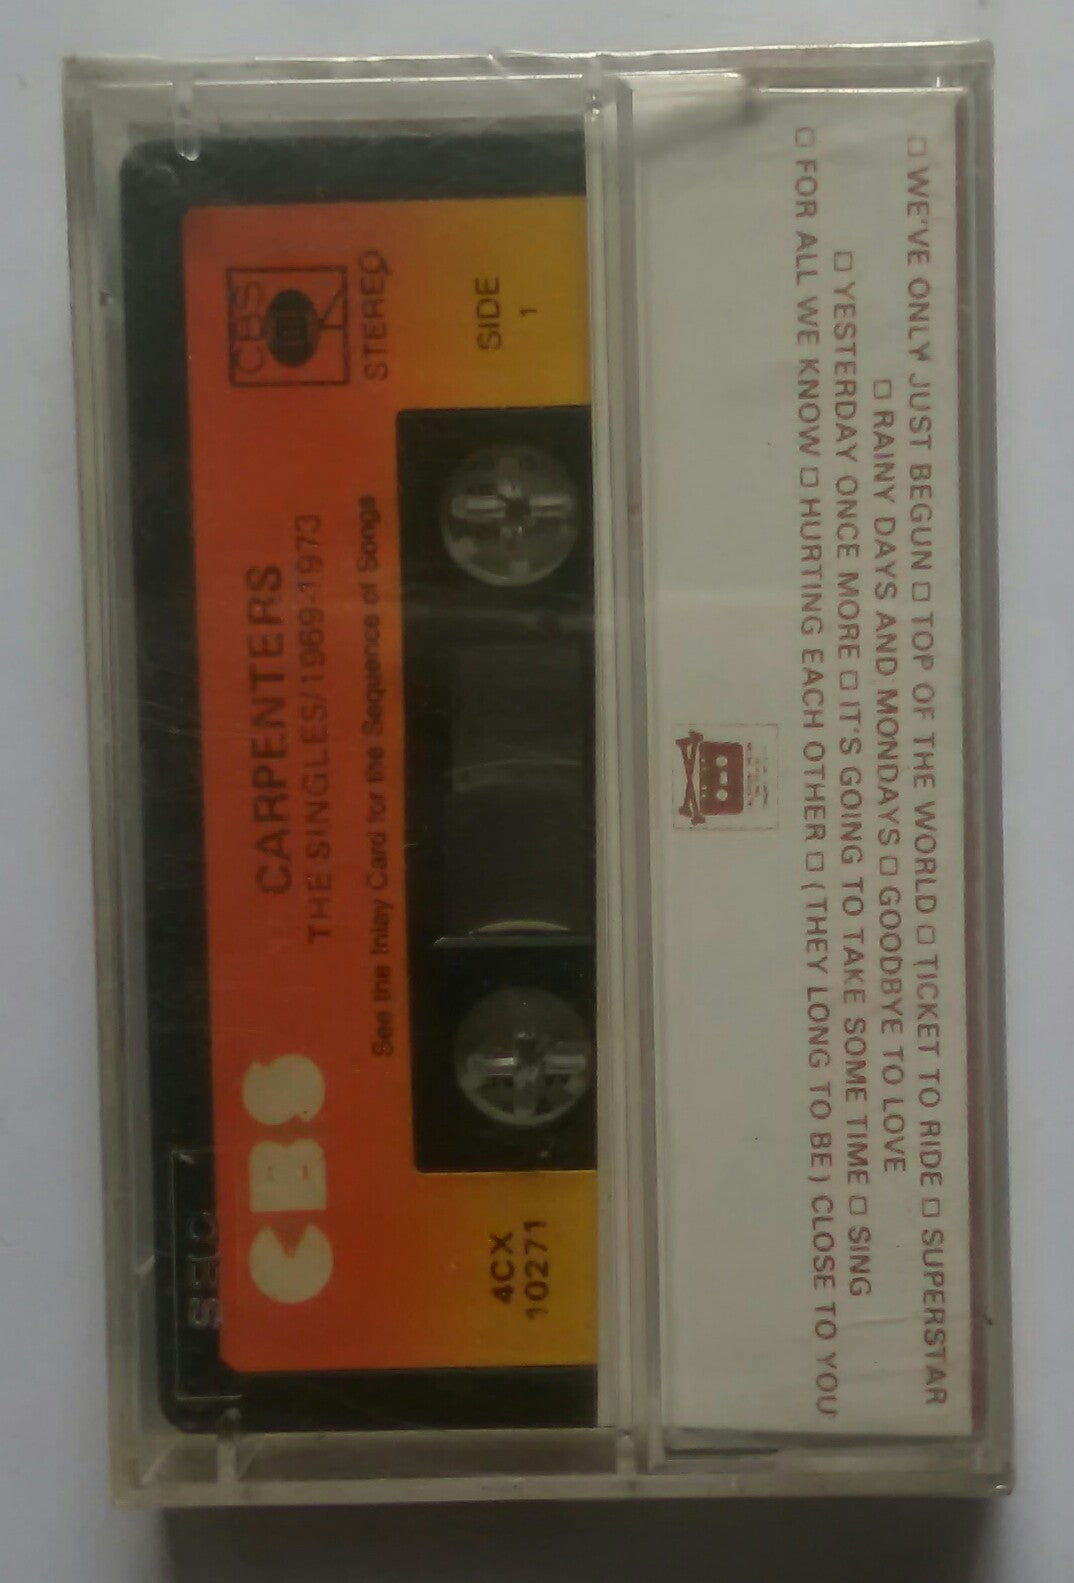 CBS
STEREO
SIDE
1
CARPENTERS
THE SINGLES/1969-1973
See the Inlay Card for the Sequence of Songs
CBS
4CX
10271
□ WE'VE ONLY JUST BEGUN □ TOP OF THE WORLD □ TICKET TO RIDE □ SUPERSTAR
□ RAINY DAYS AND MONDAYS □ GOODBYE TO LOVE
□ YESTERDAY ONCE MORE □ IT'S GOING TO TAKE SOME TIME □ SING
□ FOR ALL WE KNOW □ HURTING EACH OTHER □ (THEY LONG TO BE) CLOSE TO YOU